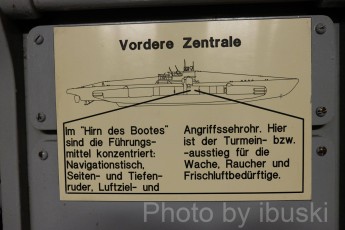 Vordere Zentrale
Im "Hirn des Bootes"
sind die Führungs-
mittel konzentriert:
Navigationstisch,
Seiten- und Tiefen-
ruder, Luftziel- und
Angriffssehrohr. Hier
ist der Turmein- bzw.
-ausstieg für die
Wache, Raucher und
Frischluftbedürftige.
Photo by ibuski